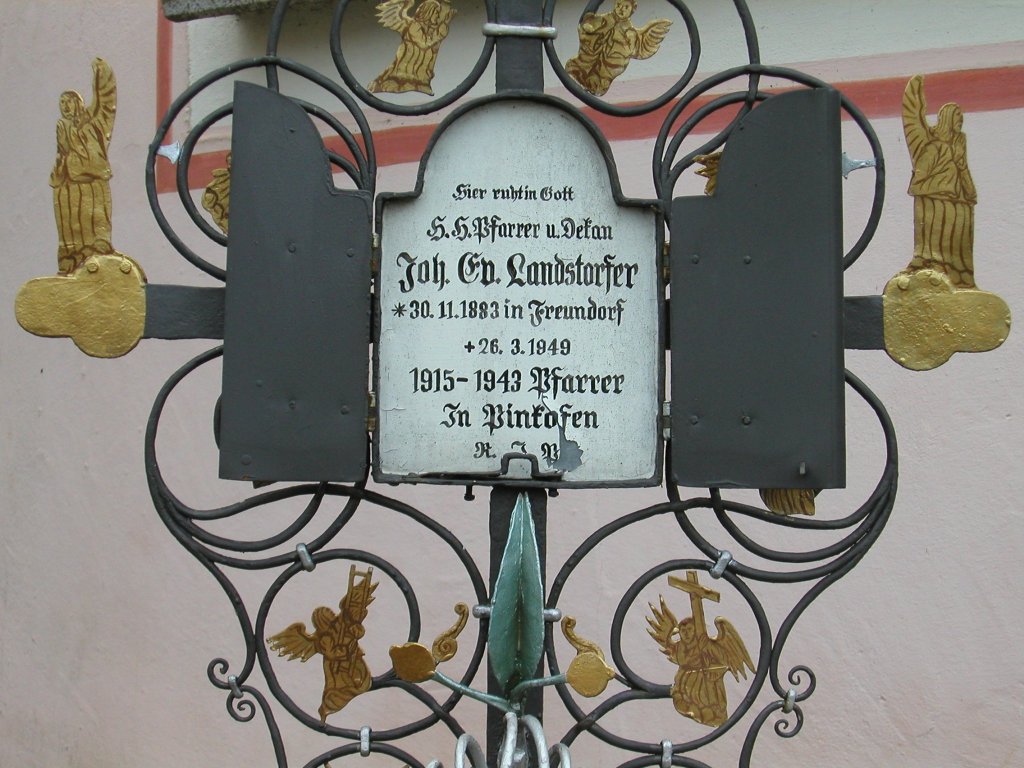 Hier ruht in Gott
H. H. Pfarrer u. Dekan
Joh. Ev. Landstorfer
*30. 11. 1883 in Freundorf
+26. 3. 1949
1915-1943 Pfarrer
In Pinkofen
R. I. P.